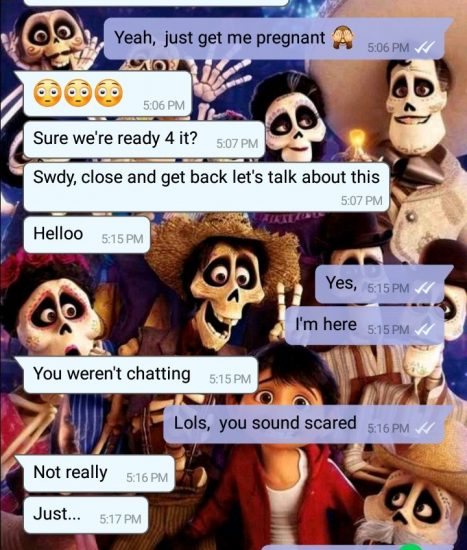 Yeah, just get me pregnant 🙈 5:06 PM
😳😳😳 5:06 PM
Sure we're ready 4 it? 5:07 PM
Swdy, close and get back let's talk about this
5:07 PM
Helloo 5:15 PM
Yes, 5:15 PM
I'm here 5:15 PM
You weren't chatting 5:15 PM
Lols, you sound scared 5:16 PM
Not really 5:16 PM
Just... 5:17 PM